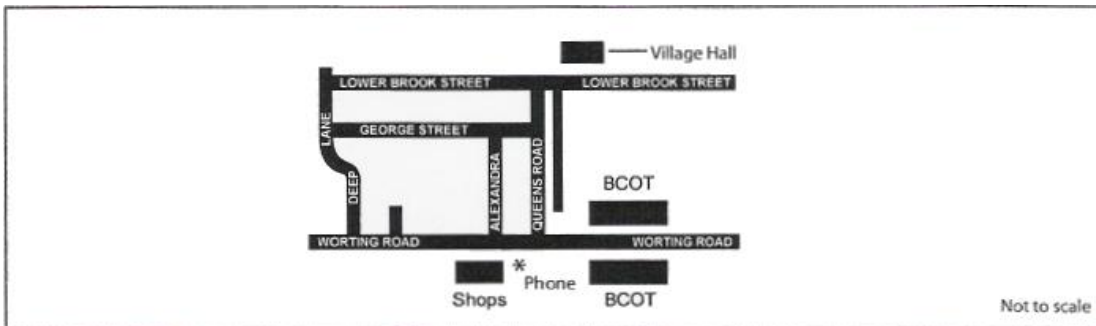 Village Hall
LOWER BROOK STREET LOWER BROOK STREET
GEORGE STREET
LANE
DEEP
ALEXANDRA
QUEENS ROAD
BCOT
WORTING ROAD WORTING ROAD
* Phone
Shops
BCOT
Not to scale